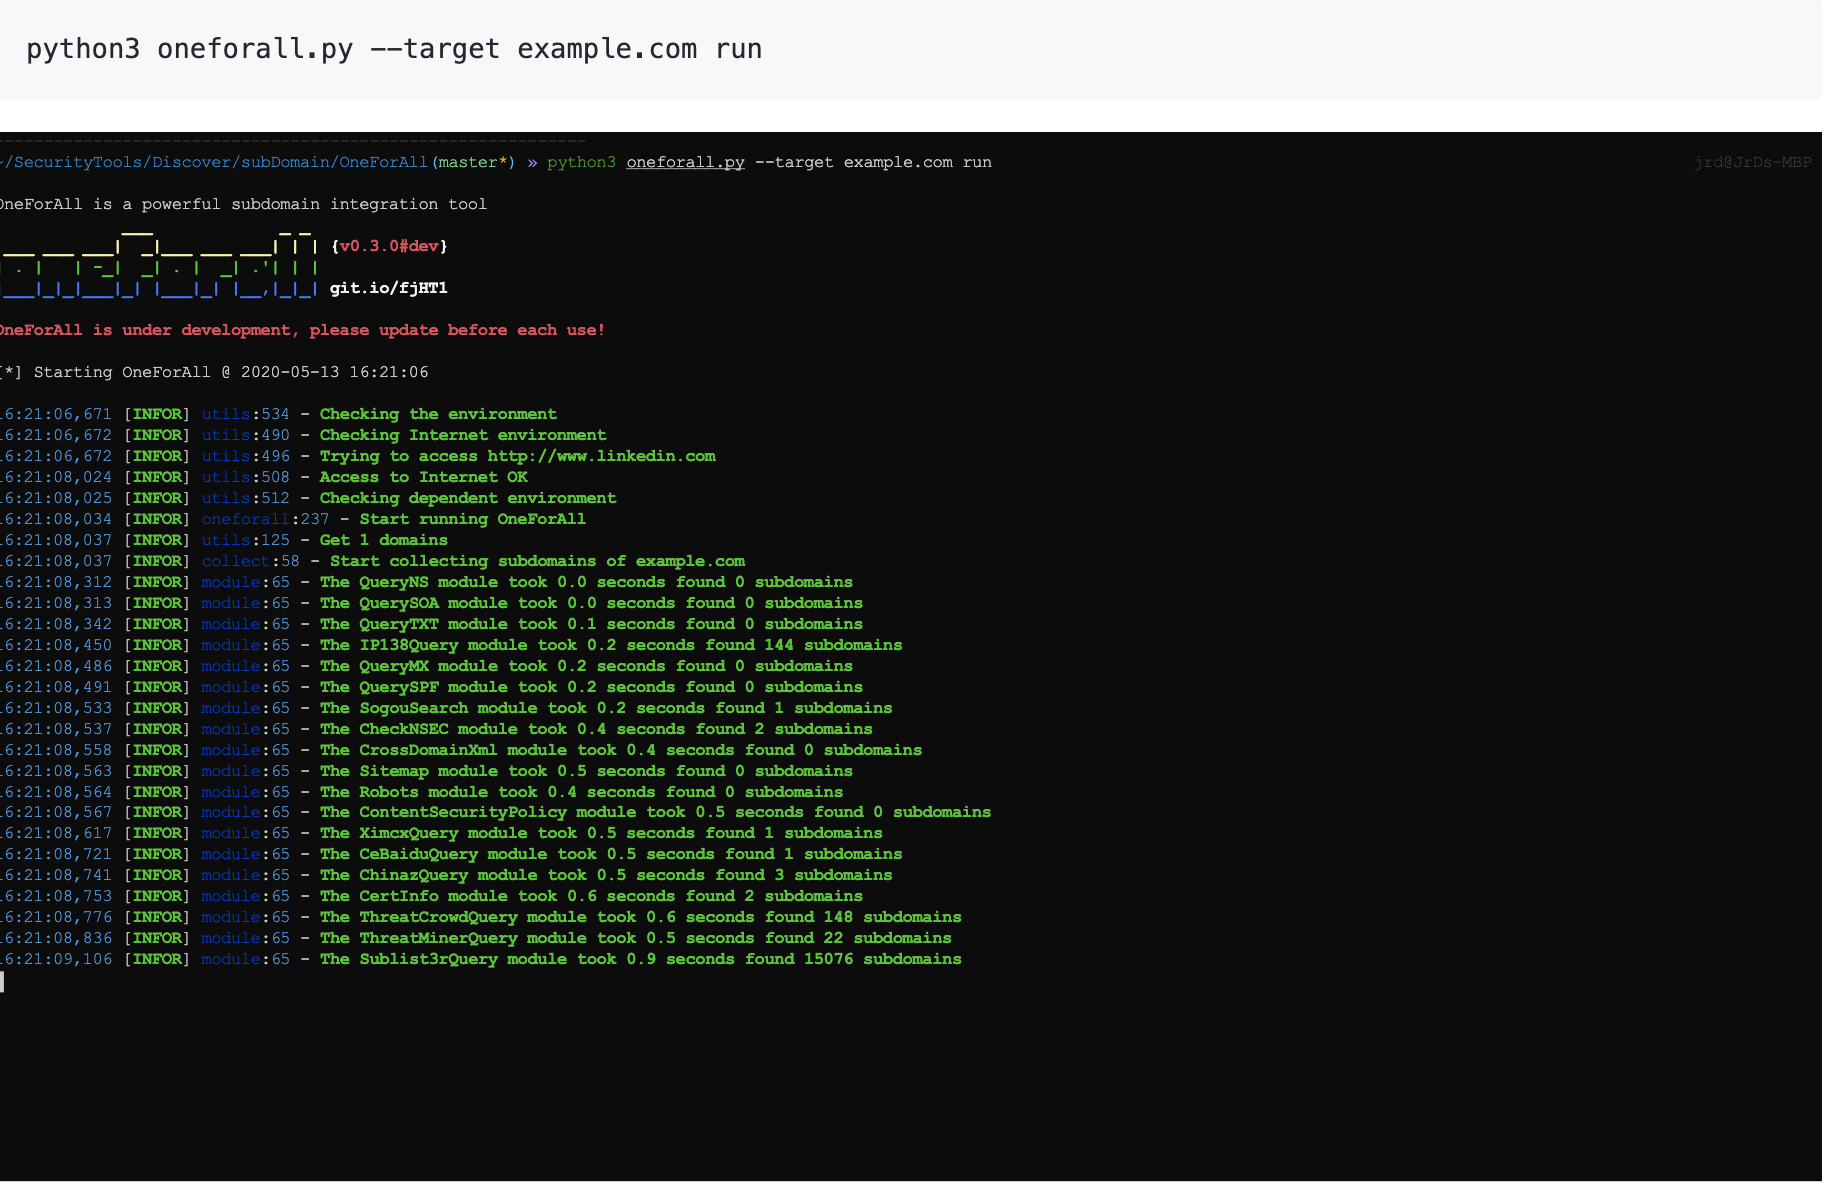 python3 oneforall.py --target example.com run
~/SecurityTools/Discover/subDomain/OneForAll(master*) » python3 oneforall.py --target example.com run jrd@JrDs-MBP
OneForAll is a powerful subdomain integration tool
{v0.3.0#dev}
git.io/fjHT1
OneForAll is under development, please update before each use!
[*] Starting OneForAll @ 2020-05-13 16:21:06
16:21:06,671 [INFOR] utils:534 - Checking the environment
16:21:06,672 [INFOR] utils:490 - Checking Internet environment
16:21:06,672 [INFOR] utils:496 - Trying to access http://www.linkedin.com
16:21:08,024 [INFOR] utils:508 - Access to Internet OK
16:21:08,025 [INFOR] utils:512 - Checking dependent environment
16:21:08,034 [INFOR] oneforall:237 - Start running OneForAll
16:21:08,037 [INFOR] utils:125 - Get 1 domains
16:21:08,037 [INFOR] collect:58 - Start collecting subdomains of example.com
16:21:08,312 [INFOR] module:65 - The QueryNS module took 0.0 seconds found 0 subdomains
16:21:08,313 [INFOR] module:65 - The QuerySOA module took 0.0 seconds found 0 subdomains
16:21:08,342 [INFOR] module:65 - The QueryTXT module took 0.1 seconds found 0 subdomains
16:21:08,450 [INFOR] module:65 - The IP138Query module took 0.2 seconds found 144 subdomains
16:21:08,486 [INFOR] module:65 - The QueryMX module took 0.2 seconds found 0 subdomains
16:21:08,491 [INFOR] module:65 - The QuerySPF module took 0.2 seconds found 0 subdomains
16:21:08,533 [INFOR] module:65 - The SogouSearch module took 0.2 seconds found 1 subdomains
16:21:08,537 [INFOR] module:65 - The CheckNSEC module took 0.4 seconds found 2 subdomains
16:21:08,558 [INFOR] module:65 - The CrossDomainXml module took 0.4 seconds found 0 subdomains
16:21:08,563 [INFOR] module:65 - The Sitemap module took 0.5 seconds found 0 subdomains
16:21:08,564 [INFOR] module:65 - The Robots module took 0.4 seconds found 0 subdomains
16:21:08,567 [INFOR] module:65 - The ContentSecurityPolicy module took 0.5 seconds found 0 subdomains
16:21:08,617 [INFOR] module:65 - The XimcxQuery module took 0.5 seconds found 1 subdomains
16:21:08,721 [INFOR] module:65 - The CeBaiduQuery module took 0.5 seconds found 1 subdomains
16:21:08,741 [INFOR] module:65 - The ChinazQuery module took 0.5 seconds found 3 subdomains
16:21:08,753 [INFOR] module:65 - The CertInfo module took 0.6 seconds found 2 subdomains
16:21:08,776 [INFOR] module:65 - The ThreatCrowdQuery module took 0.6 seconds found 148 subdomains
16:21:08,836 [INFOR] module:65 - The ThreatMinerQuery module took 0.5 seconds found 22 subdomains
16:21:09,106 [INFOR] module:65 - The Sublist3rQuery module took 0.9 seconds found 15076 subdomains